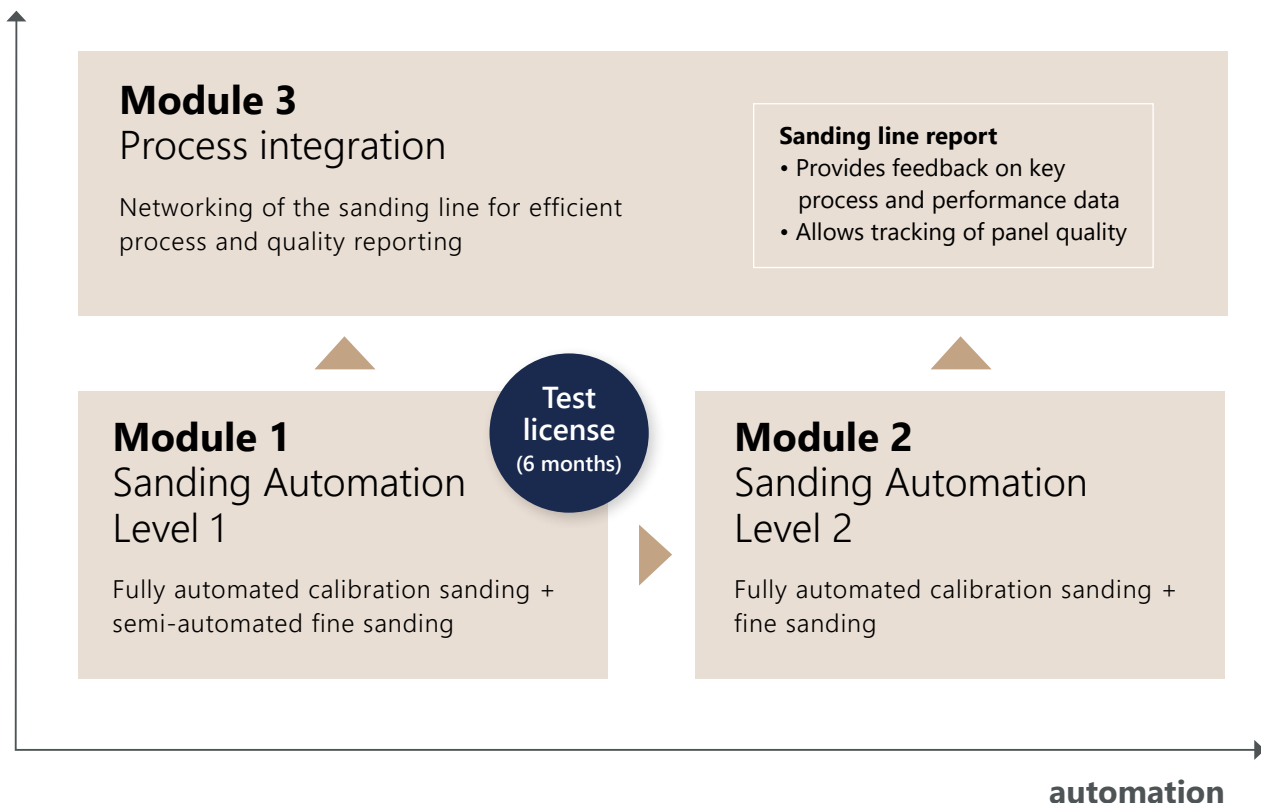 Module 3
Process integration
Networking of the sanding line for efficient
process and quality reporting
Sanding line report
• Provides feedback on key
process and performance data
• Allows tracking of panel quality
Module 1
Sanding Automation
Level 1
Fully automated calibration sanding +
semi-automated fine sanding
Test
license
(6 months)
Module 2
Sanding Automation
Level 2
Fully automated calibration sanding +
fine sanding
automation